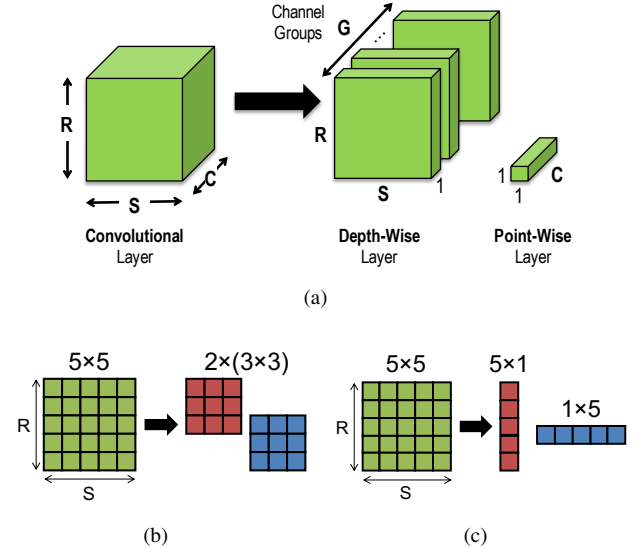 Channel
Groups
G
...
R
C
S
R
S
1
1
1
C
Convolutional
Layer
Depth-Wise
Layer
Point-Wise
Layer
(a)
5×5
2×(3×3)
R
S
(b)
5×5
5×1
1×5
R
S
(c)